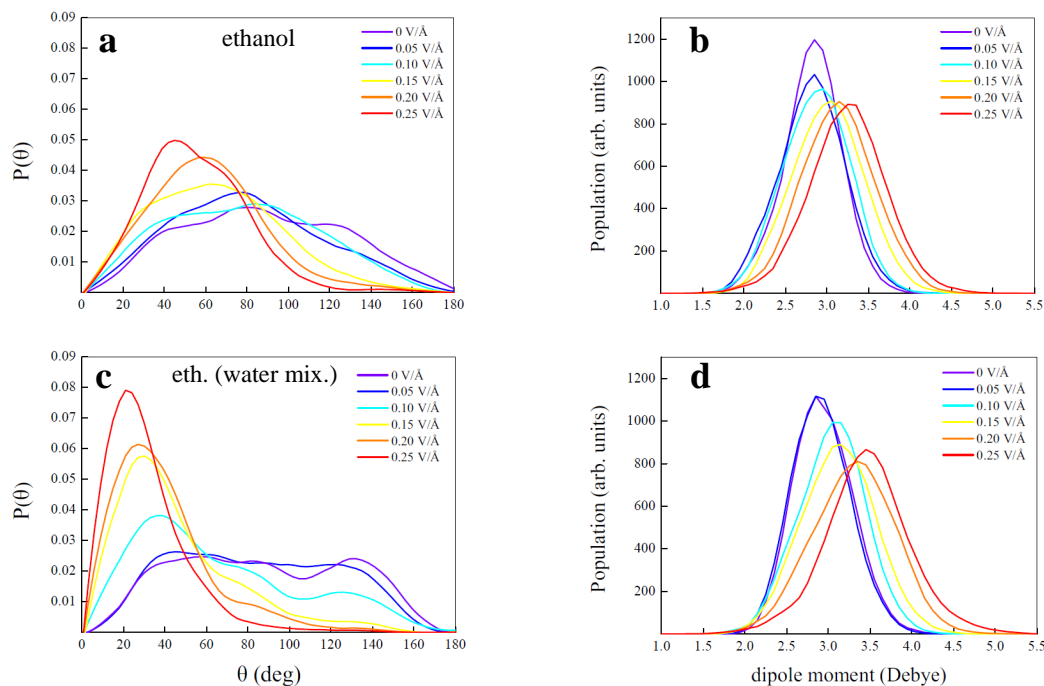 a
ethanol
0 V/Å
0.05 V/Å
0.10 V/Å
0.15 V/Å
0.20 V/Å
0.25 V/Å
0.09
0.08
0.07
0.06
0.05
0.04
0.03
0.02
0.01
P(θ)
0
20
40
60
80
100
120
140
160
180
b
0 V/Å
0.05 V/Å
0.10 V/Å
0.15 V/Å
0.20 V/Å
0.25 V/Å
1200
1000
800
600
400
200
Population (arb. units)
1.0
1.5
2.0
2.5
3.0
3.5
4.0
4.5
5.0
5.5
c
eth. (water mix.)
0 V/Å
0.05 V/Å
0.10 V/Å
0.15 V/Å
0.20 V/Å
0.25 V/Å
0.09
0.08
0.07
0.06
0.05
0.04
0.03
0.02
0.01
P(θ)
0
20
40
60
80
100
120
140
160
180
θ (deg)
d
0 V/Å
0.05 V/Å
0.10 V/Å
0.15 V/Å
0.20 V/Å
0.25 V/Å
1200
1000
800
600
400
200
1
Population (arb. units)
1.0
1.5
2.0
2.5
3.0
3.5
4.0
4.5
5.0
5.5
dipole moment (Debye)